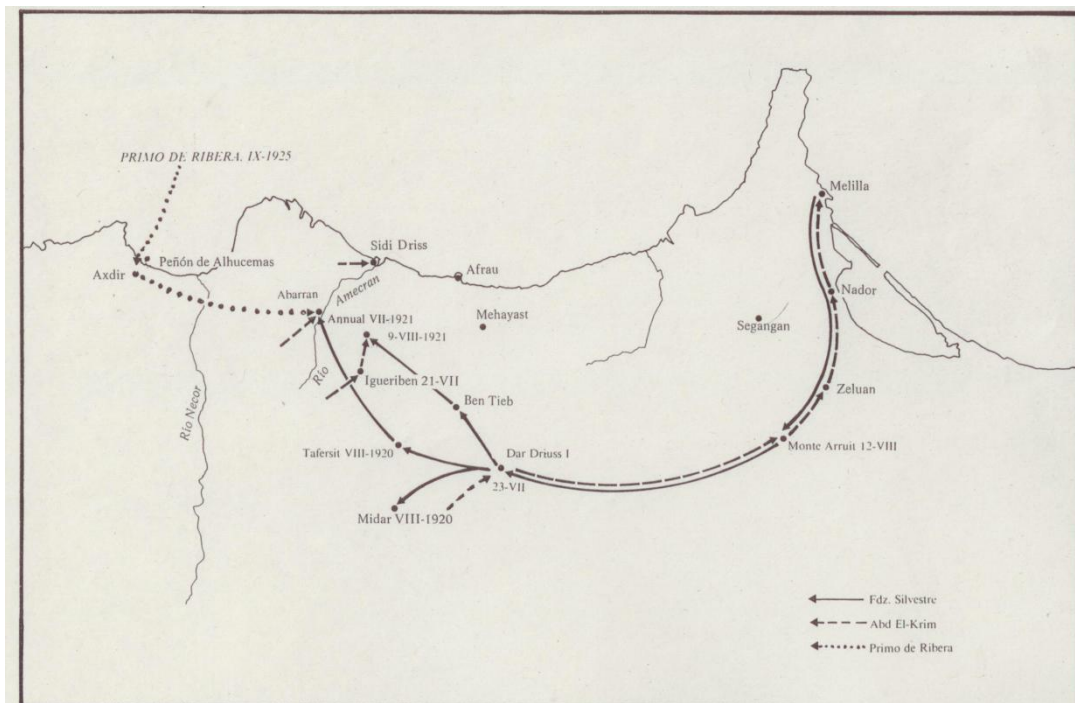 PRIMO DE RIBERA. IX-1925
Melilla
Sidi Driss
Peñón de Alhucemas
Axdir
Afrau
Amecran
Abarran
Nador
Annual VII-1921
Mehayast
Segangan
9-VIII-1921
Río
Igueriben 21-VII
Zeluan
Río Necor
Ben Tieb
Tafersit VIII-1920
Monte Arruit 12-VIII
Dar Driuss I
23-VII
Midar VIII-1920
Fdz. Silvestre
Abd El-Krim
Primo de Ribera